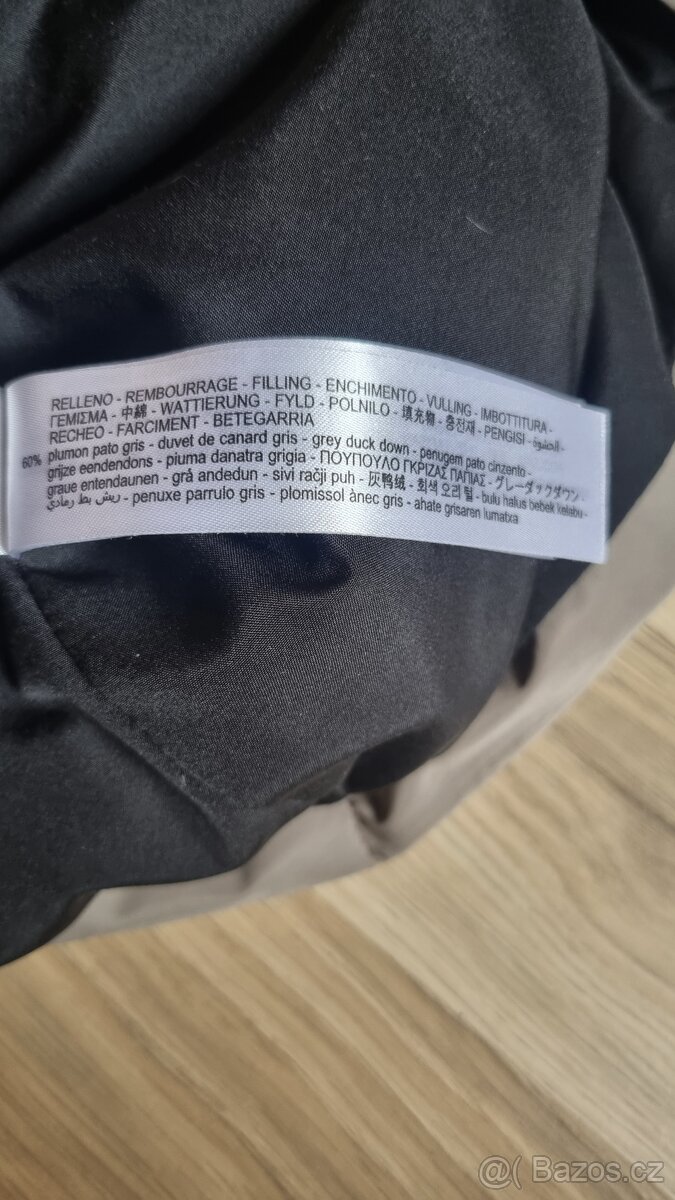 RELLENO - REMBOURRAGE - FILLING - ENCHIMENTO - VULLING - IMBOTTITURA -
ΓΕΜΙΣΜΑ - 中綿 - WATTIERUNG - FYLD - POLNILO - 填充物 - 충전재 - PENGISI - الحشوة -
RECHEO - FARCIMENT - BETEGARRIA
60% plumon pato gris - duvet de canard gris - grey duck down - penugem pato cinzento -
grijze eendendons - piuma danatra grigia - ΠΟΥΠΟΥΛΟ ΓΚΡΙΖΑΣ ΠΑΠΙΑΣ - グレーダックダウン -
graue entendaunen - grå andedun - sivi račji puh - 灰鸭绒 - 회색 오리 털 - bulu halus bebek kelabu -
ريش بط رمادي - penuxe parrulo gris - plomissol ànec gris - ahate grisaren lumatxa
@( Bazos.cz